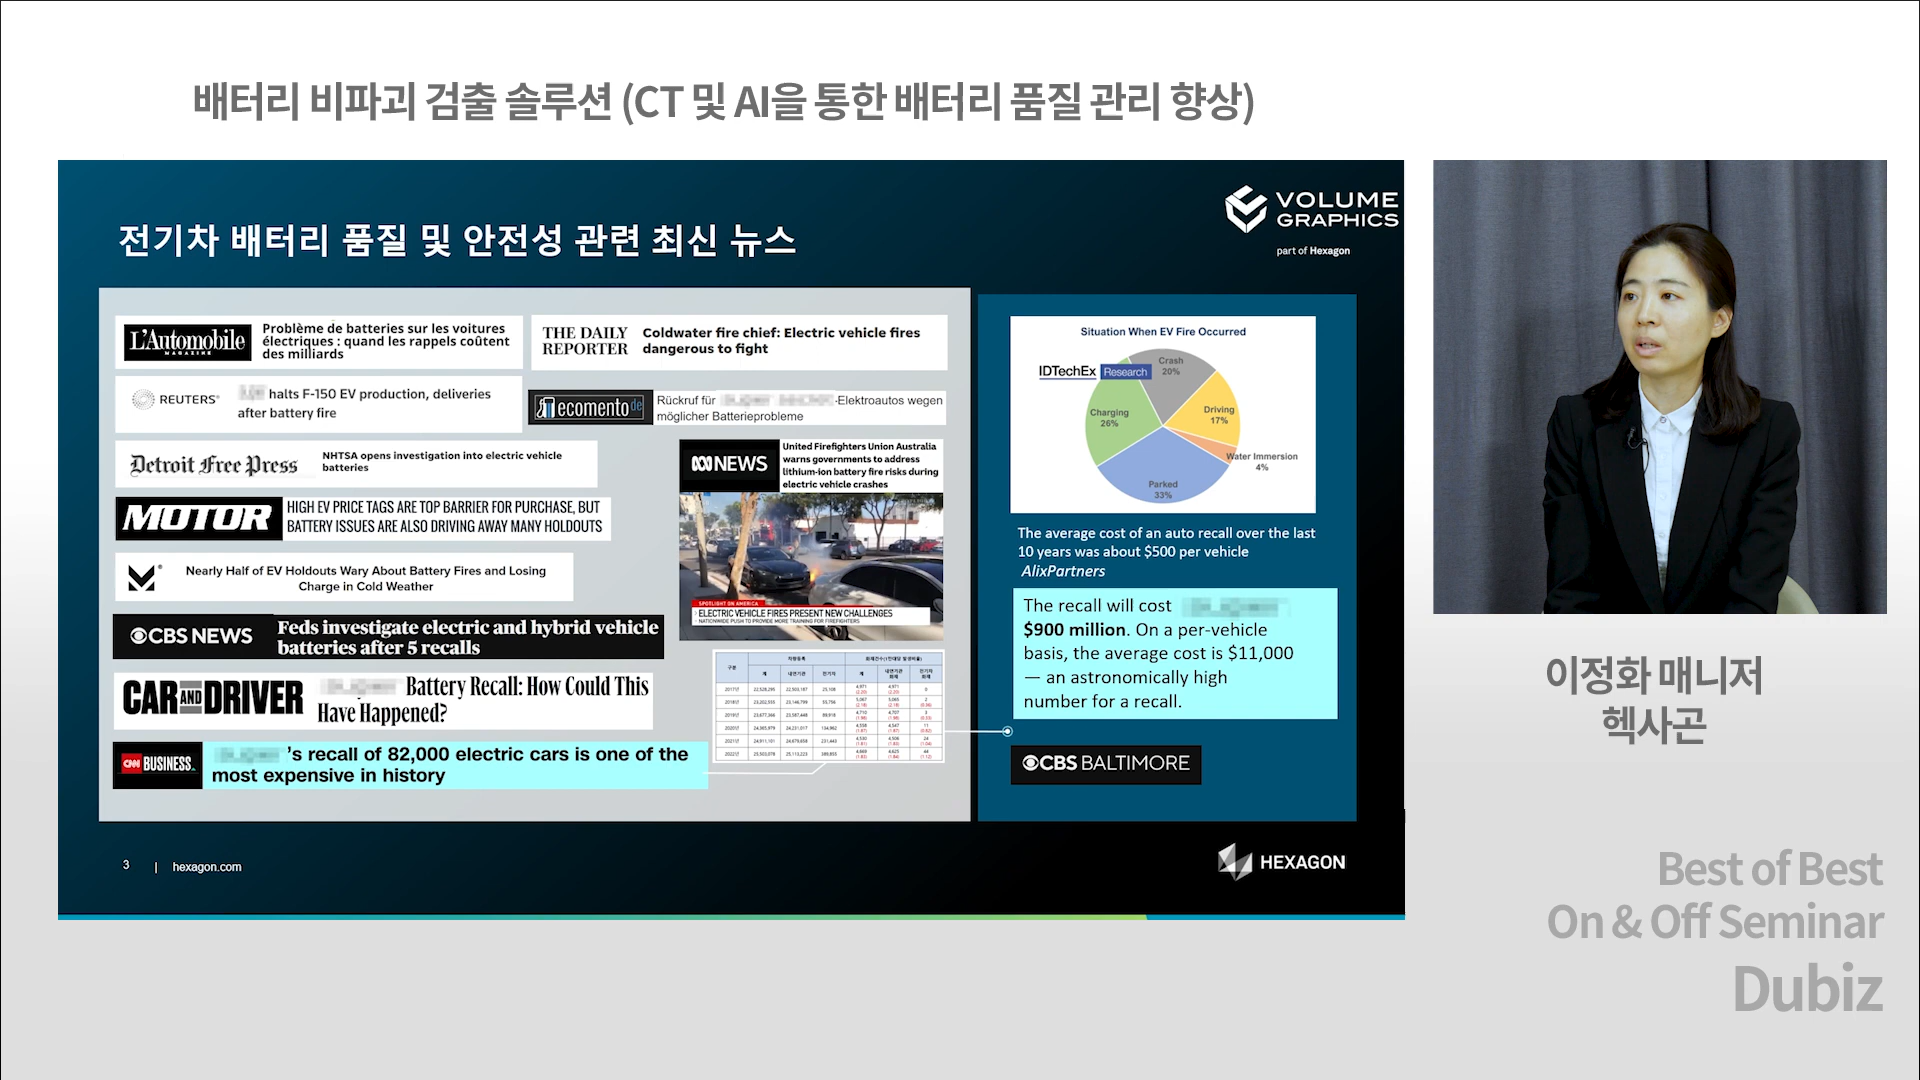 배터리 비파괴 검출 솔루션 (CT 및 AI을 통한 배터리 품질 관리 향상)
전기차 배터리 품질 및 안전성 관련 최신 뉴스
VOLUME
GRAPHICS
part of Hexagon
L'Automobile
MAGAZINE
Problème de batteries sur les voitures
électriques : quand les rappels coûtent
des milliards
THE DAILY
REPORTER
Coldwater fire chief: Electric vehicle fires
dangerous to fight
REUTERS
halts F-150 EV production, deliveries
after battery fire
ecomento.de
Rückruf für
-Elektroautos wegen
möglicher Batterieprobleme
Detroit Free Press
NHTSA opens investigation into electric vehicle
batteries
NEWS
United Firefighters Union Australia
warns governments to address
lithium-ion battery fire risks during
electric vehicle crashes
MOTOR
HIGH EV PRICE TAGS ARE TOP BARRIER FOR PURCHASE, BUT
BATTERY ISSUES ARE ALSO DRIVING AWAY MANY HOLDOUTS
SPOTLIGHT ON AMERICA
ELECTRIC VEHICLE FIRES PRESENT NEW CHALLENGES
NATIONWIDE PUSH TO PROVIDE MORE TRAINING FOR FIREFIGHTERS
Nearly Half of EV Holdouts Wary About Battery Fires and Losing
Charge in Cold Weather
CBS NEWS
Feds investigate electric and hybrid vehicle
batteries after 5 recalls
CAR AND DRIVER
Battery Recall: How Could This
Have Happened?
CNN BUSINESS
's recall of 82,000 electric cars is one of the
most expensive in history
Situation When EV Fire Occurred
IDTechEx Research
Crash
20%
Driving
17%
Water Immersion
4%
Parked
33%
Charging
26%
The average cost of an auto recall over the last
10 years was about $500 per vehicle
AlixPartners
The recall will cost
$900 million. On a per-vehicle
basis, the average cost is $11,000
— an astronomically high
number for a recall.
CBS BALTIMORE
3 | hexagon.com
HEXAGON
이정화 매니저
헥사곤
Best of Best
On & Off Seminar
Dubiz